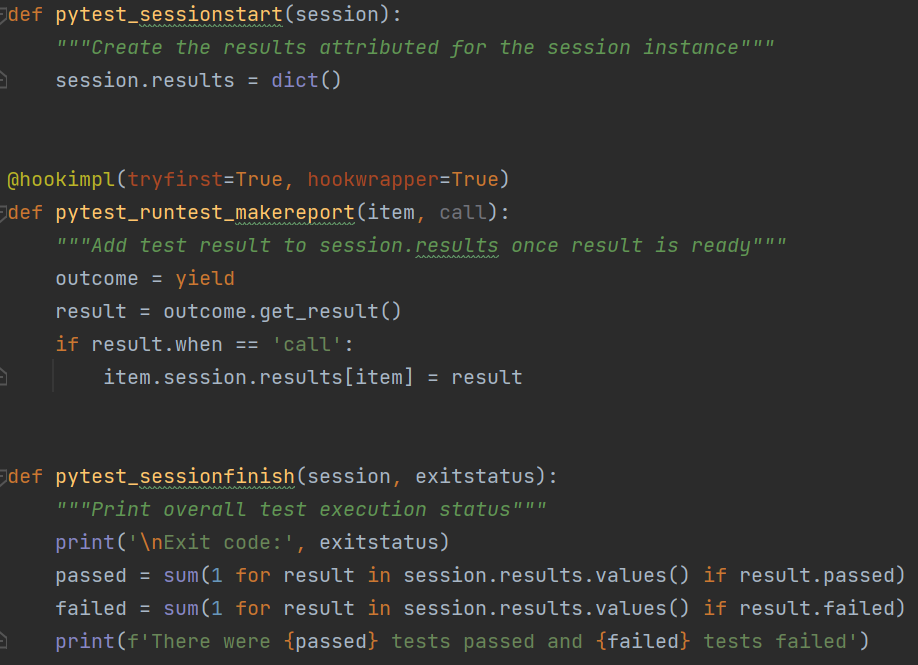 def pytest_sessionstart(session):
    """Create the results attributed for the session instance"""
    session.results = dict()
@hookimpl(tryfirst=True, hookwrapper=True)
def pytest_runtest_makereport(item, call):
    """Add test result to session.results once result is ready"""
    outcome = yield
    result = outcome.get_result()
    if result.when == 'call':
        item.session.results[item] = result
def pytest_sessionfinish(session, exitstatus):
    """Print overall test execution status"""
    print('\nExit code:', exitstatus)
    passed = sum(1 for result in session.results.values() if result.passed)
    failed = sum(1 for result in session.results.values() if result.failed)
    print(f'There were {passed} tests passed and {failed} tests failed')